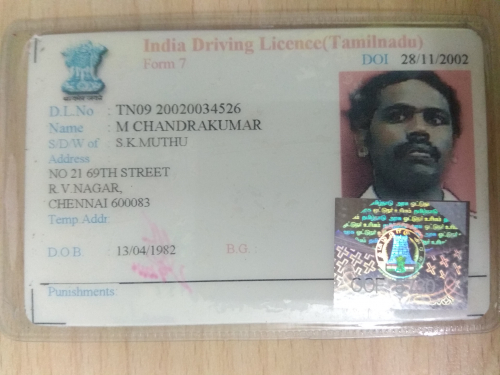 India Driving Licence(Tamilnadu)
Form 7
DOI 28/11/2002
D.L.No : TN09 20020034526
Name : M CHANDRAKUMAR
S/D/W of : S.K.MUTHU
Address
NO 21 69TH STREET
R.V.NAGAR,
CHENNAI 600083
Temp Addr:
D.O.B : 13/04/1982 B.G.
Punishments: